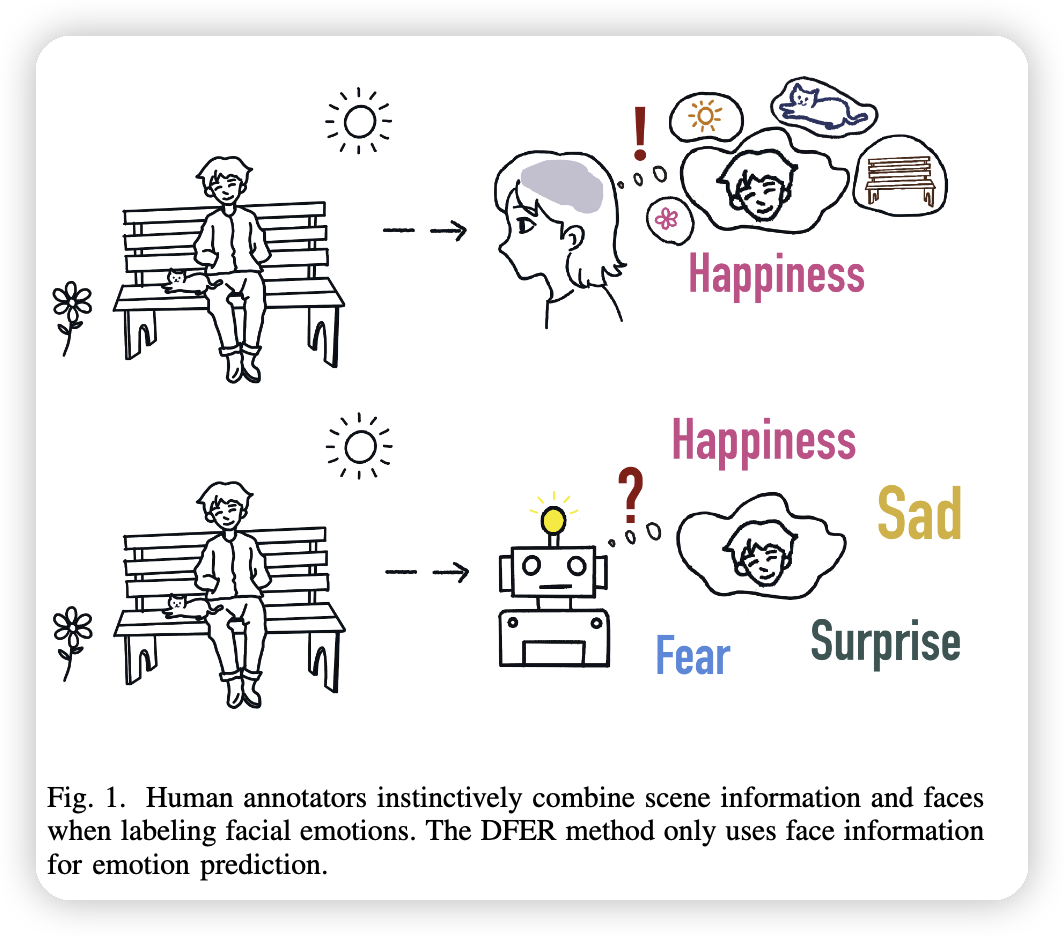 !
Happiness
Happiness
?
Sad
Surprise
Fear
Fig. 1. Human annotators instinctively combine scene information and faces
when labeling facial emotions. The DFER method only uses face information
for emotion prediction.